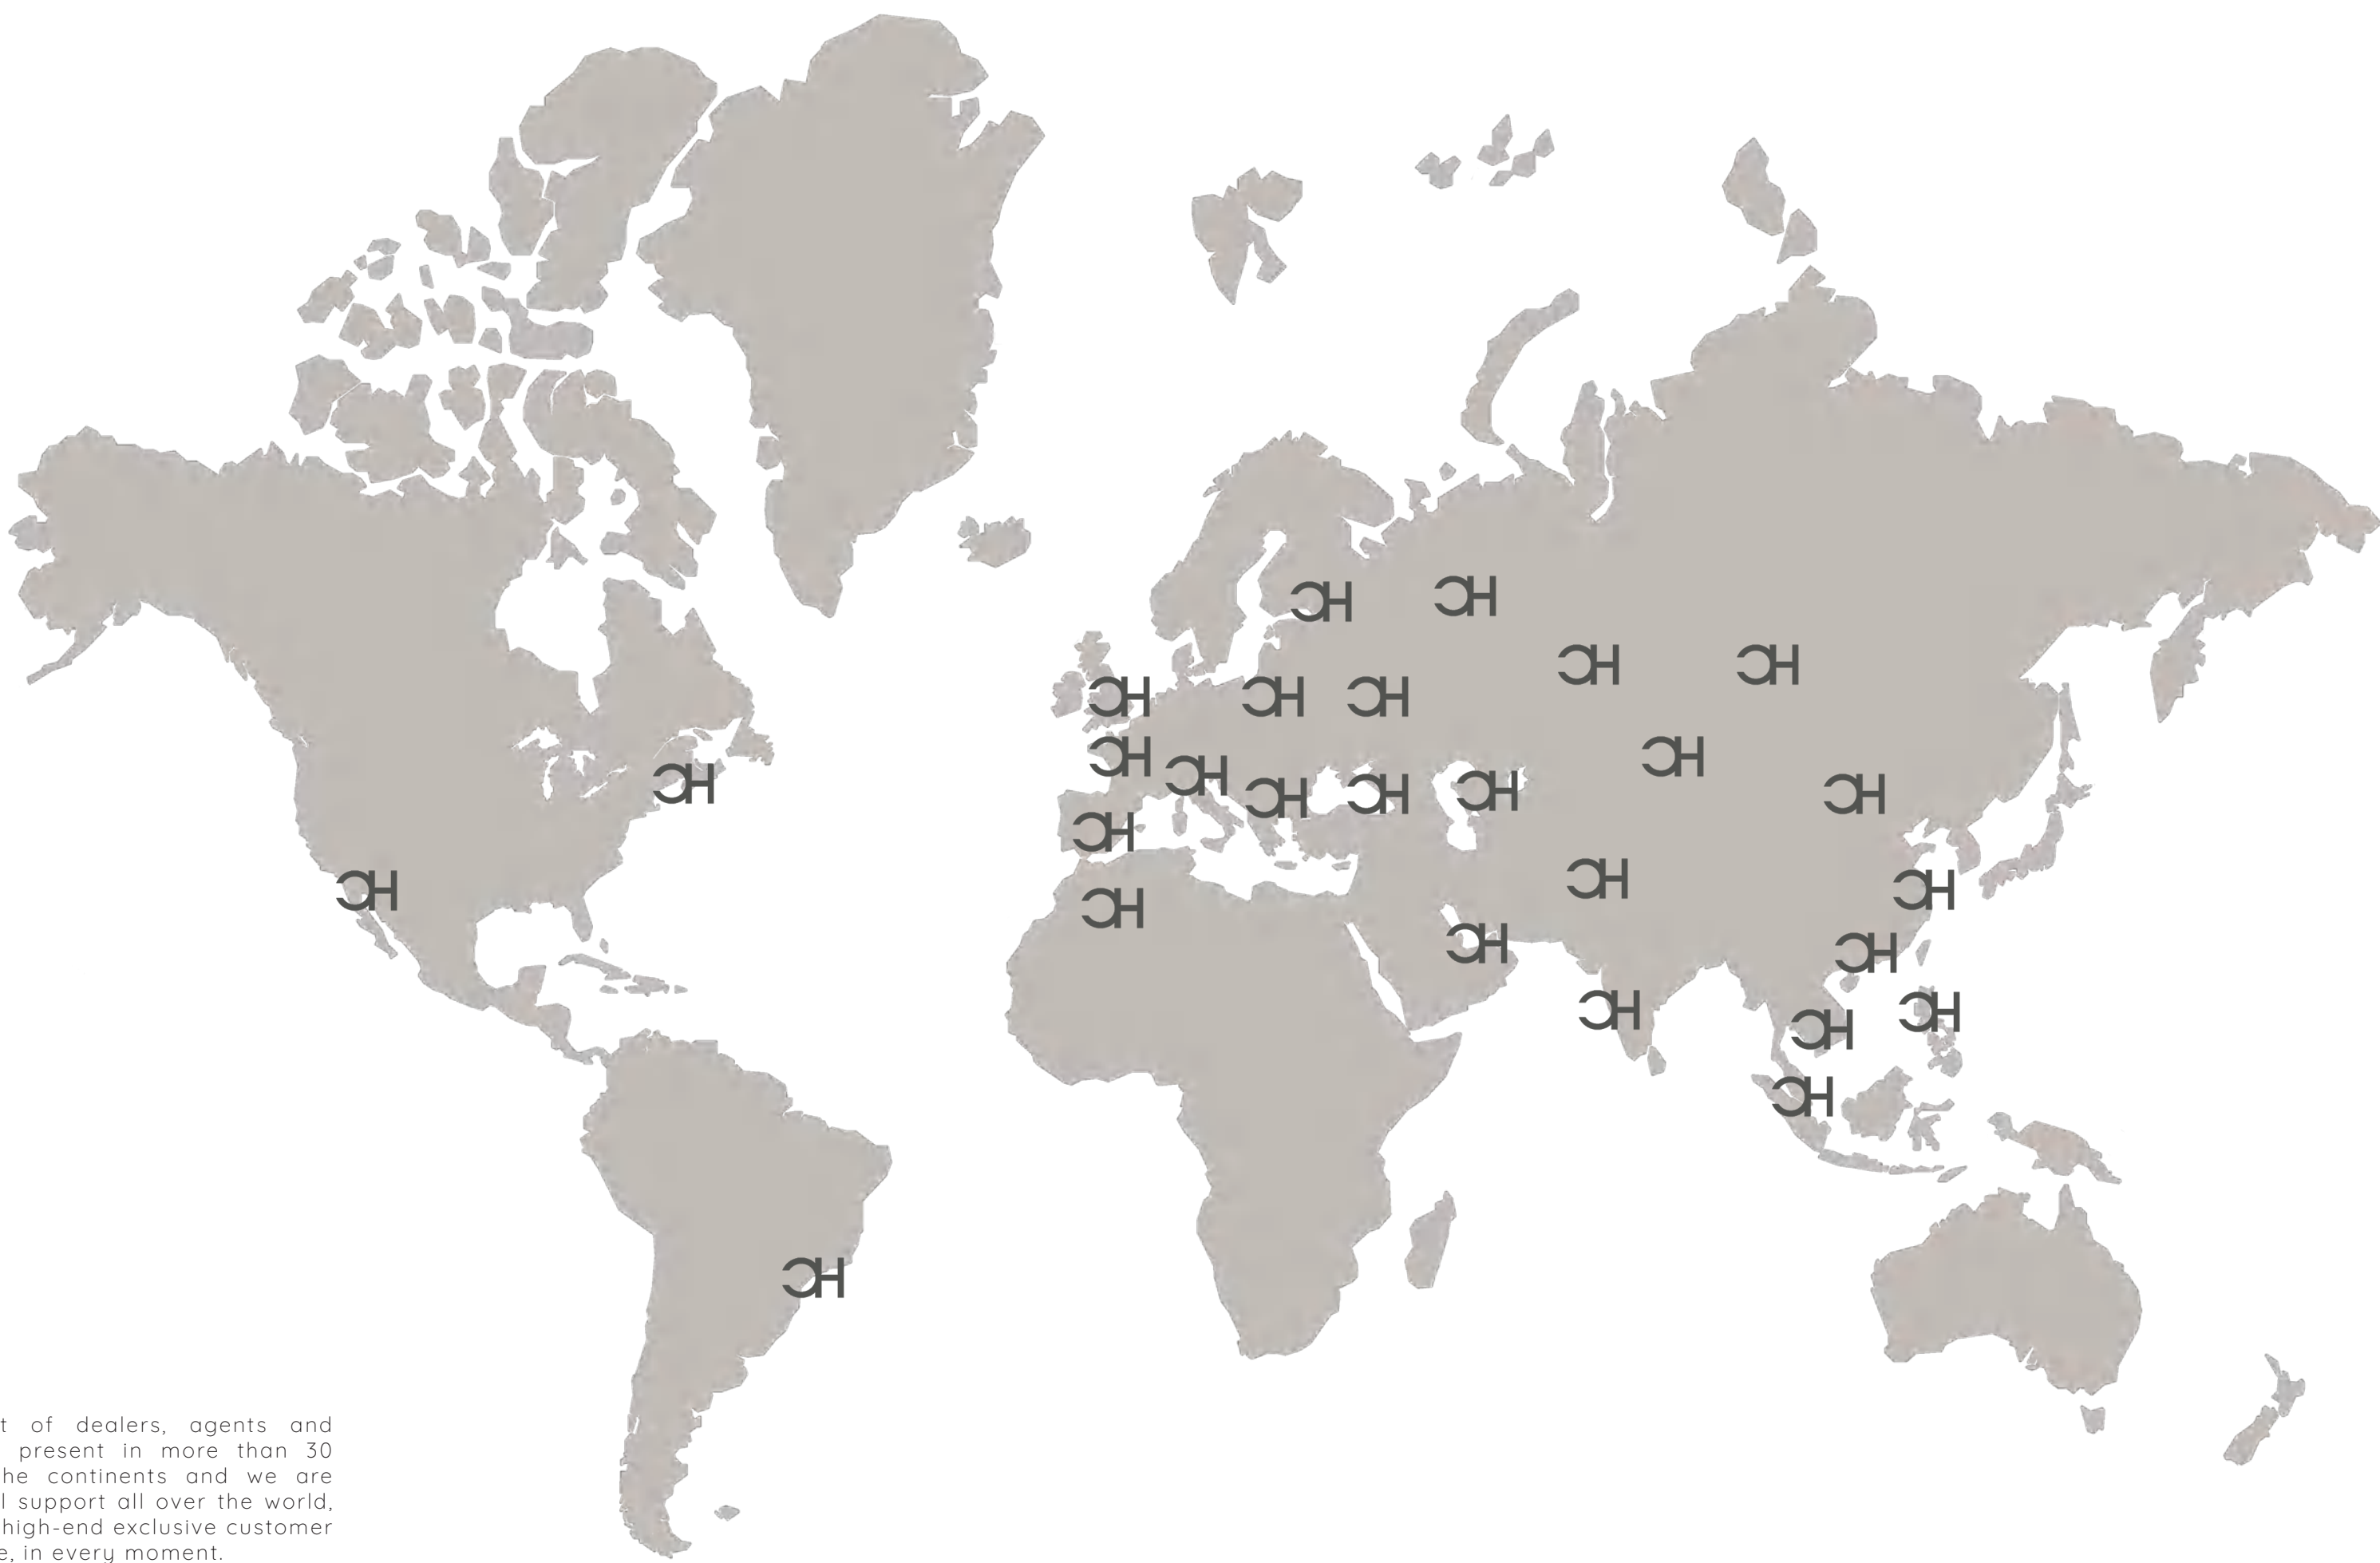 t of dealers, agents and
present in more than 30
he continents and we are
l support all over the world,
high-end exclusive customer
e, in every moment.